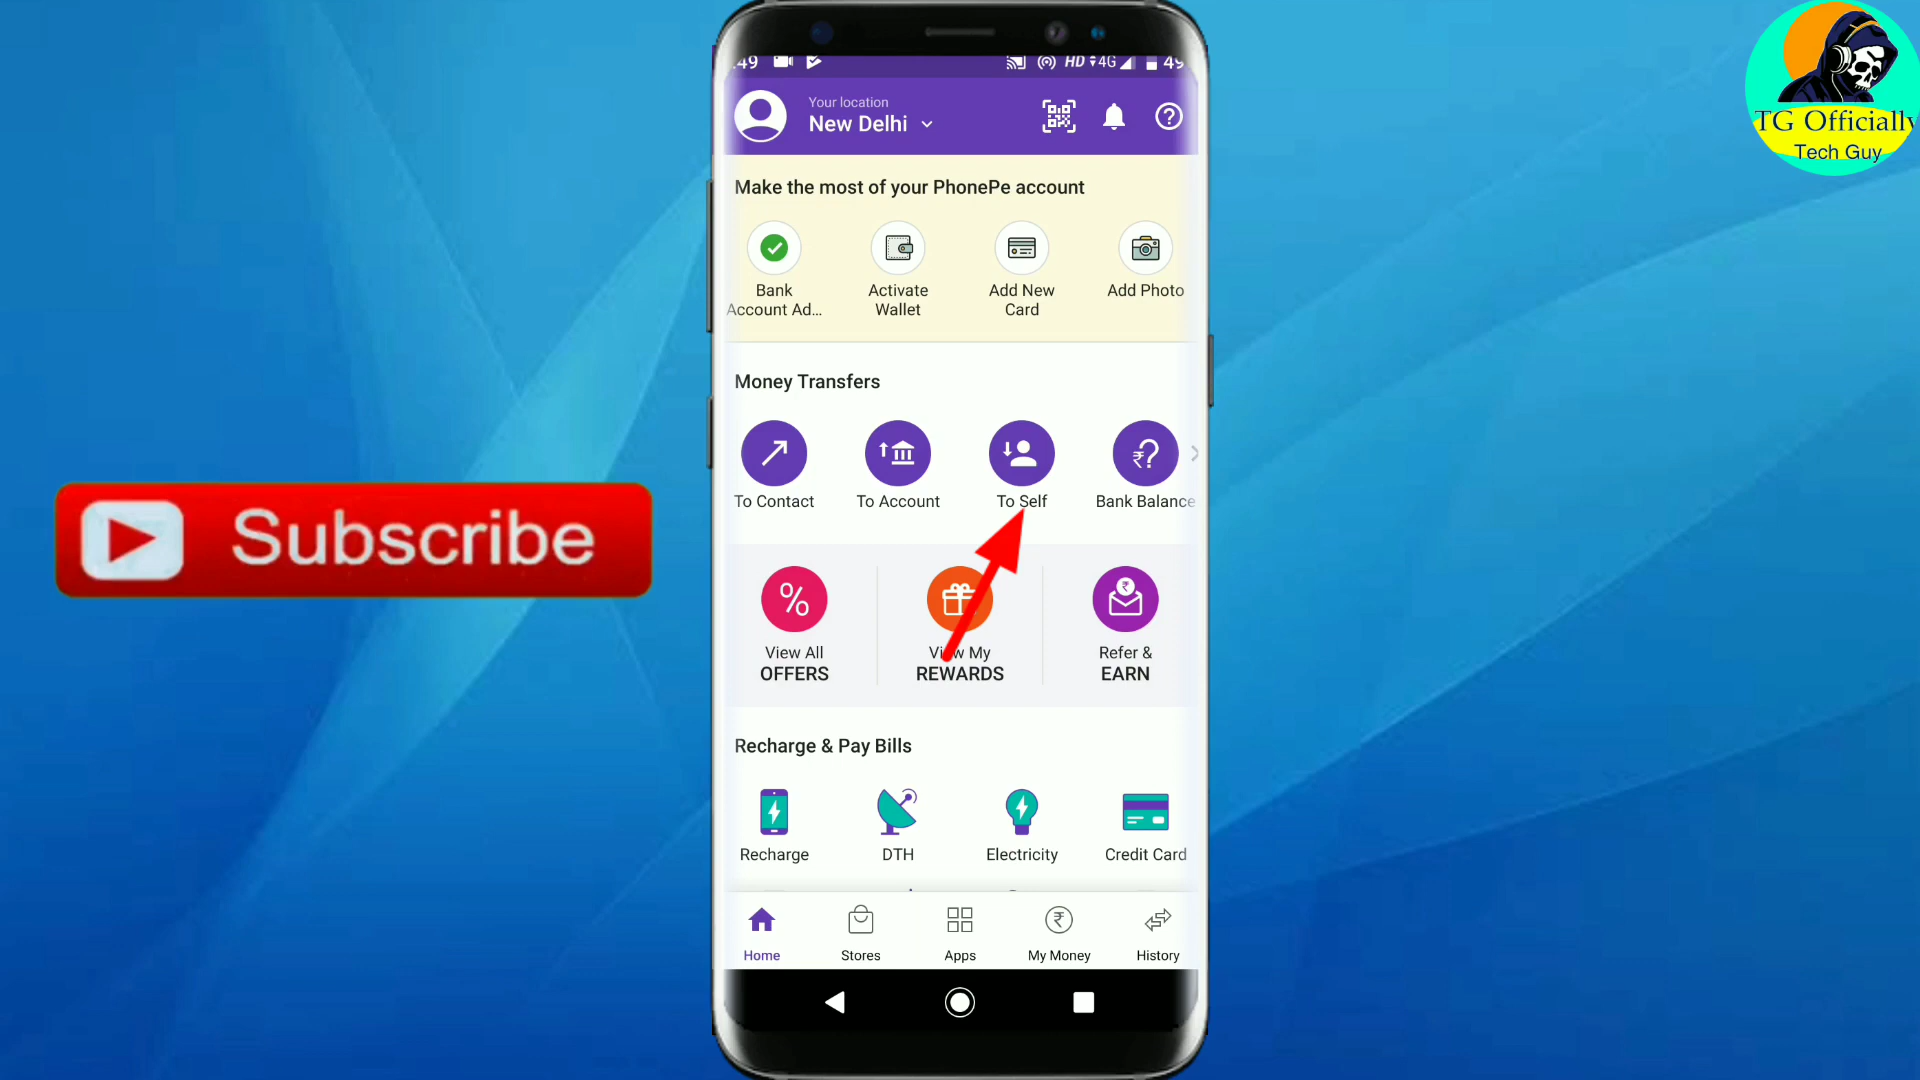 :49 HD 4G 49
Your location
New Delhi
Make the most of your PhonePe account
Bank
Account Ad...
Activate
Wallet
Add New
Card
Add Photo
Money Transfers
To Contact
To Account
To Self
Bank Balance
View All
OFFERS
View My
REWARDS
Refer &
EARN
Recharge & Pay Bills
Recharge
DTH
Electricity
Credit Card
Home
Stores
Apps
My Money
History
Subscribe
TG Officially
Tech Guy